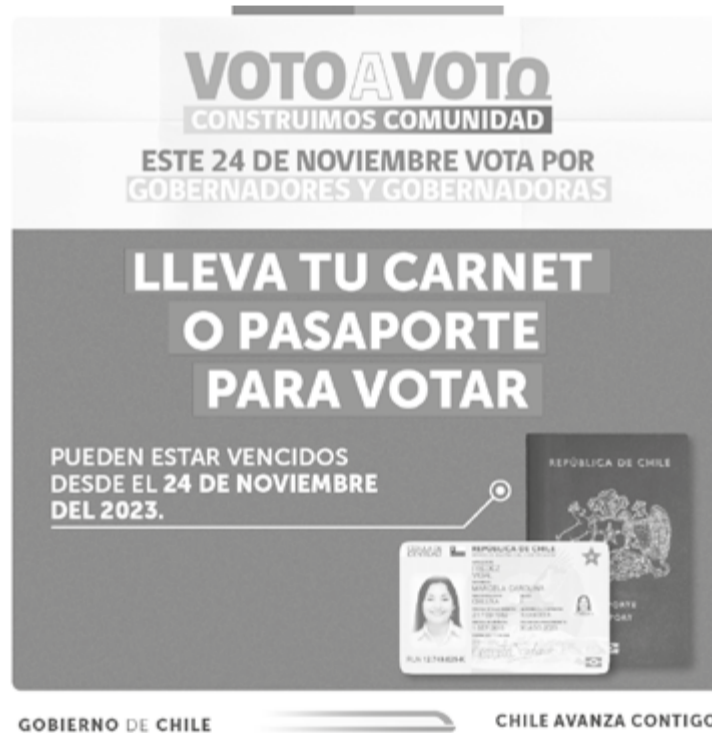 VOTO A VOTO
CONSTRUIMOS COMUNIDAD
ESTE 24 DE NOVIEMBRE VOTA POR
GOBERNADORES Y GOBERNADORAS
LLEVA TU CARNET
O PASAPORTE
PARA VOTAR
PUEDEN ESTAR VENCIDOS
DESDE EL 24 DE NOVIEMBRE
DEL 2023.
REPÚBLICA DE CHILE
REPÚBLICA DE CHILE
GOBIERNO DE CHILE
CHILE AVANZA CONTIGO